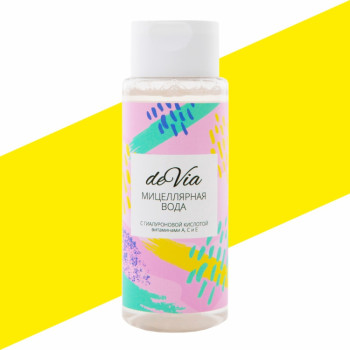 deVia
МИЦЕЛЛЯРНАЯ
ВОДА
С ГИАЛУРОНОВОЙ КИСЛОТОЙ
витаминами А, С и Е